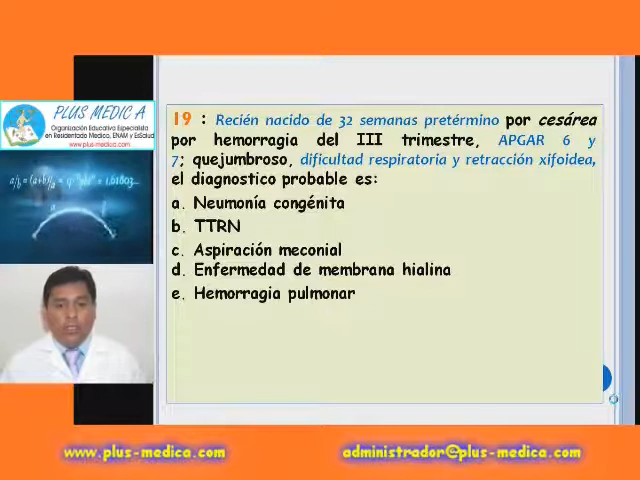 PLUS MEDIC A
Organización Educativa Especialista
en Residentado Medico, ENAM y EsSalud
www.plus-medica.com
19 : Recién nacido de 32 semanas pretérmino por cesárea
por hemorragia del III trimestre, APGAR 6 y
7; quejumbroso, dificultad respiratoria y retracción xifoidea,
el diagnostico probable es:
a. Neumonía congénita
b. TTRN
c. Aspiración meconial
d. Enfermedad de membrana hialina
e. Hemorragia pulmonar
www.plus-medica.com
administrador@plus-medica.com